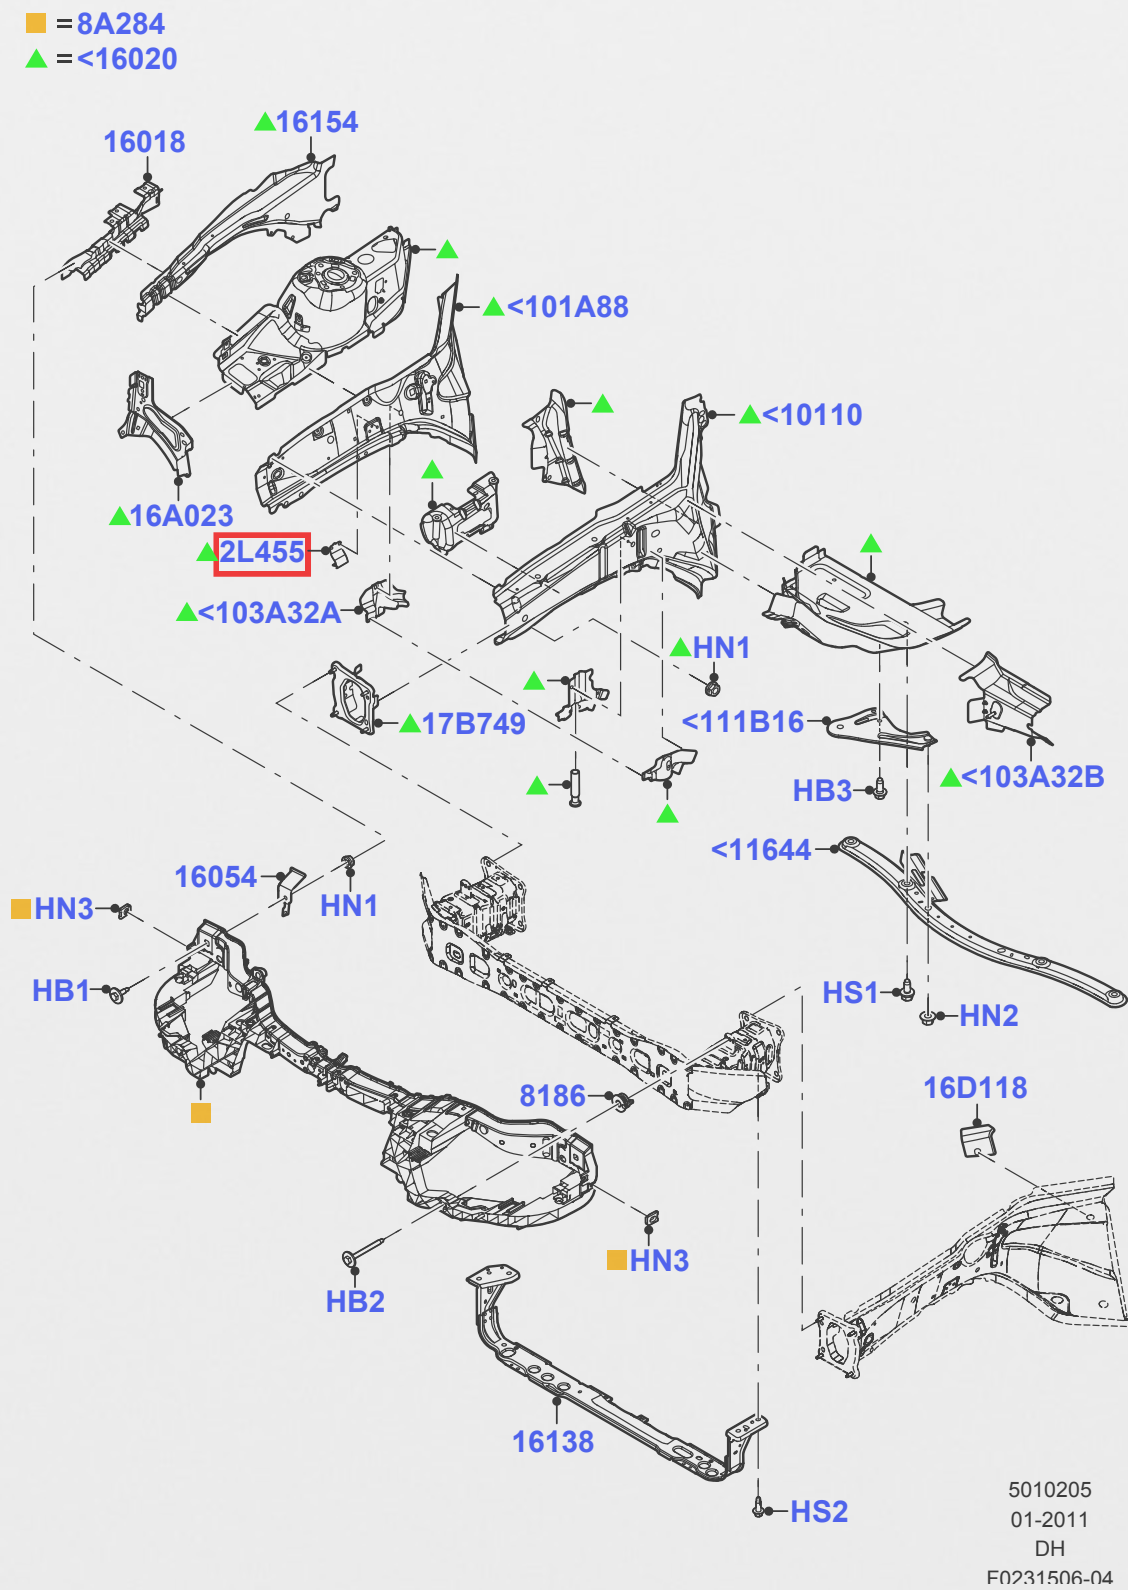 = 8A284
= <16020
16154
16018
<101A88
<10110
16A023
2L455
<103A32A
HN1
17B749
<111B16
<103A32B
HB3
<11644
16054
HN1
HN3
HB1
HS1
HN2
8186
16D118
HN3
HB2
16138
HS2
5010205
01-2011
DH
E0231506-04